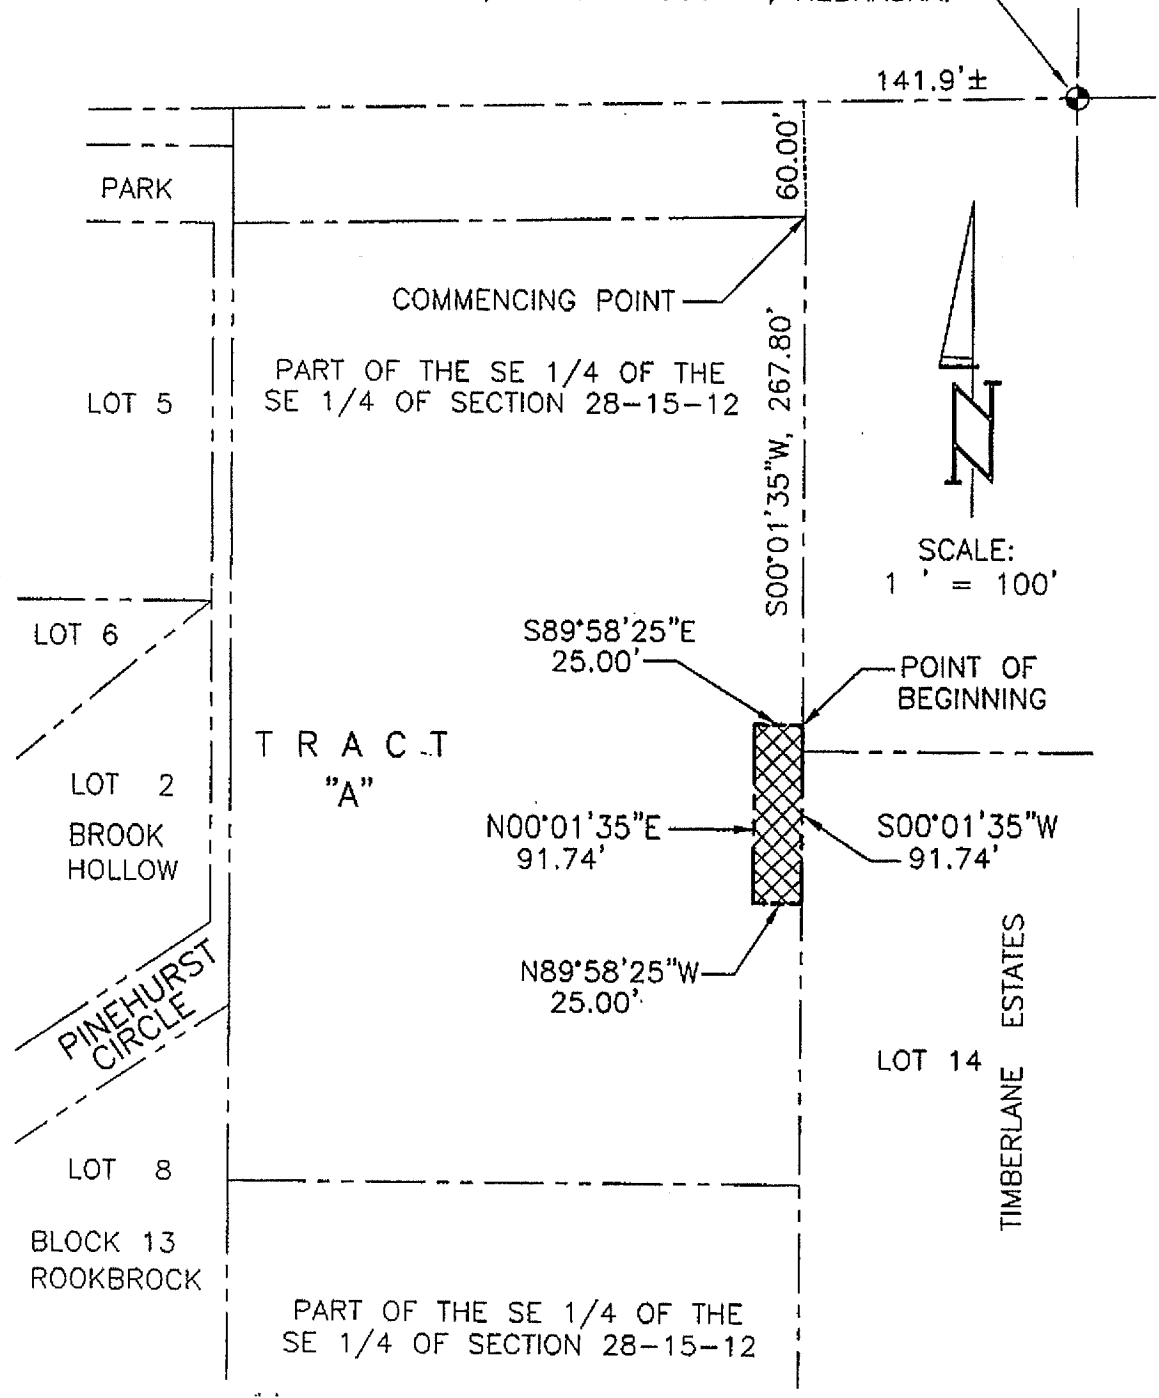 141.9'±
60.00'
PARK
COMMENCING POINT
S00°01'35"W, 267.80'
PART OF THE SE 1/4 OF THE
SE 1/4 OF SECTION 28-15-12
LOT 5
N
SCALE:
1 ' = 100'
LOT 6
S89°58'25"E
25.00'
POINT OF
BEGINNING
TRACT
"A"
LOT 2
BROOK
HOLLOW
N00°01'35"E
91.74'
S00°01'35"W
91.74'
PINEHURST
CIRCLE
N89°58'25"W
25.00'
TIMBERLANE ESTATES
LOT 14
LOT 8
BLOCK 13
ROOKBROCK
PART OF THE SE 1/4 OF THE
SE 1/4 OF SECTION 28-15-12